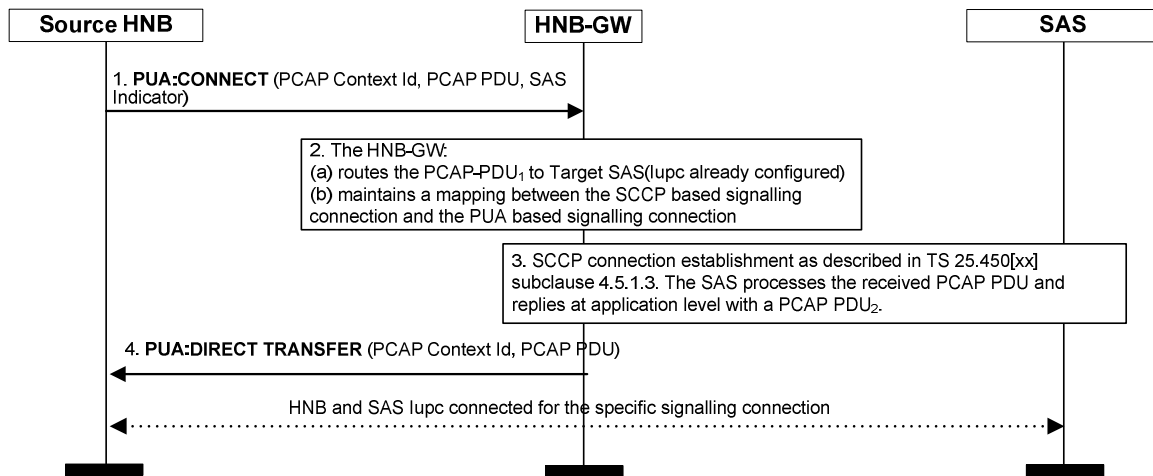 Source HNB
HNB-GW
SAS
1. PUA:CONNECT (PCAP Context Id, PCAP PDU, SAS
Indicator)
2. The HNB-GW:
(a) routes the PCAP-PDU₁ to Target SAS(Iupc already configured)
(b) maintains a mapping between the SCCP based signalling
connection and the PUA based signalling connection
3. SCCP connection establishment as described in TS 25.450[xx]
subclause 4.5.1.3. The SAS processes the received PCAP PDU and
replies at application level with a PCAP PDU₂.
4. PUA:DIRECT TRANSFER (PCAP Context Id, PCAP PDU)
HNB and SAS Iupc connected for the specific signalling connection